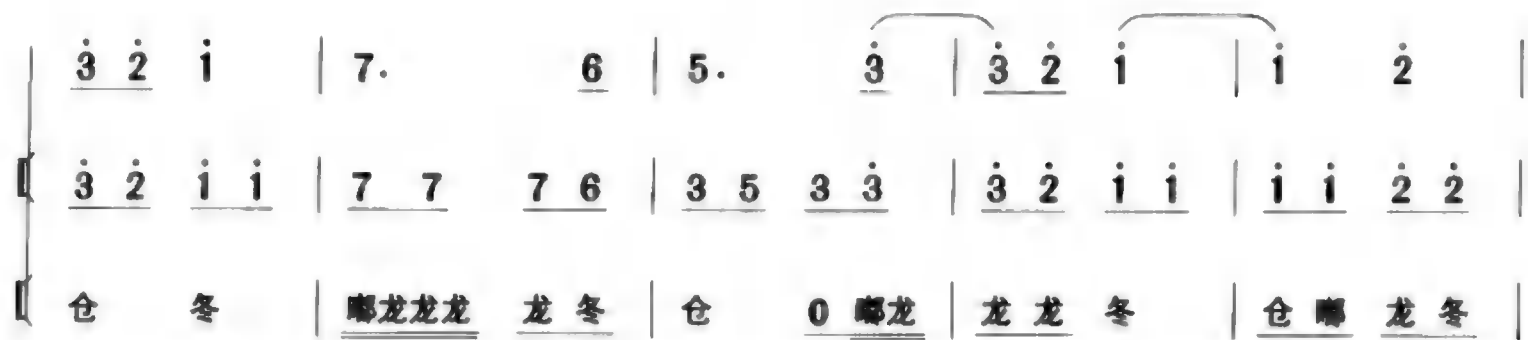 3̇ 2̇ 1̇ | 7. 6 | 5. 3̇ | 3̇ 2̇ 1̇ | 1̇ 2̇ |
3̇ 2̇ 1̇ 1̇ | 7 7 7 6 | 3 5 3 3̇ | 3̇ 2̇ 1̇ 1̇ | 1̇ 1̇ 2̇ 2̇ |
仓 冬 | 嘟龙龙龙 龙 冬 | 仓 0 嘟龙 | 龙 龙 冬 | 仓 嘟 龙 冬 |